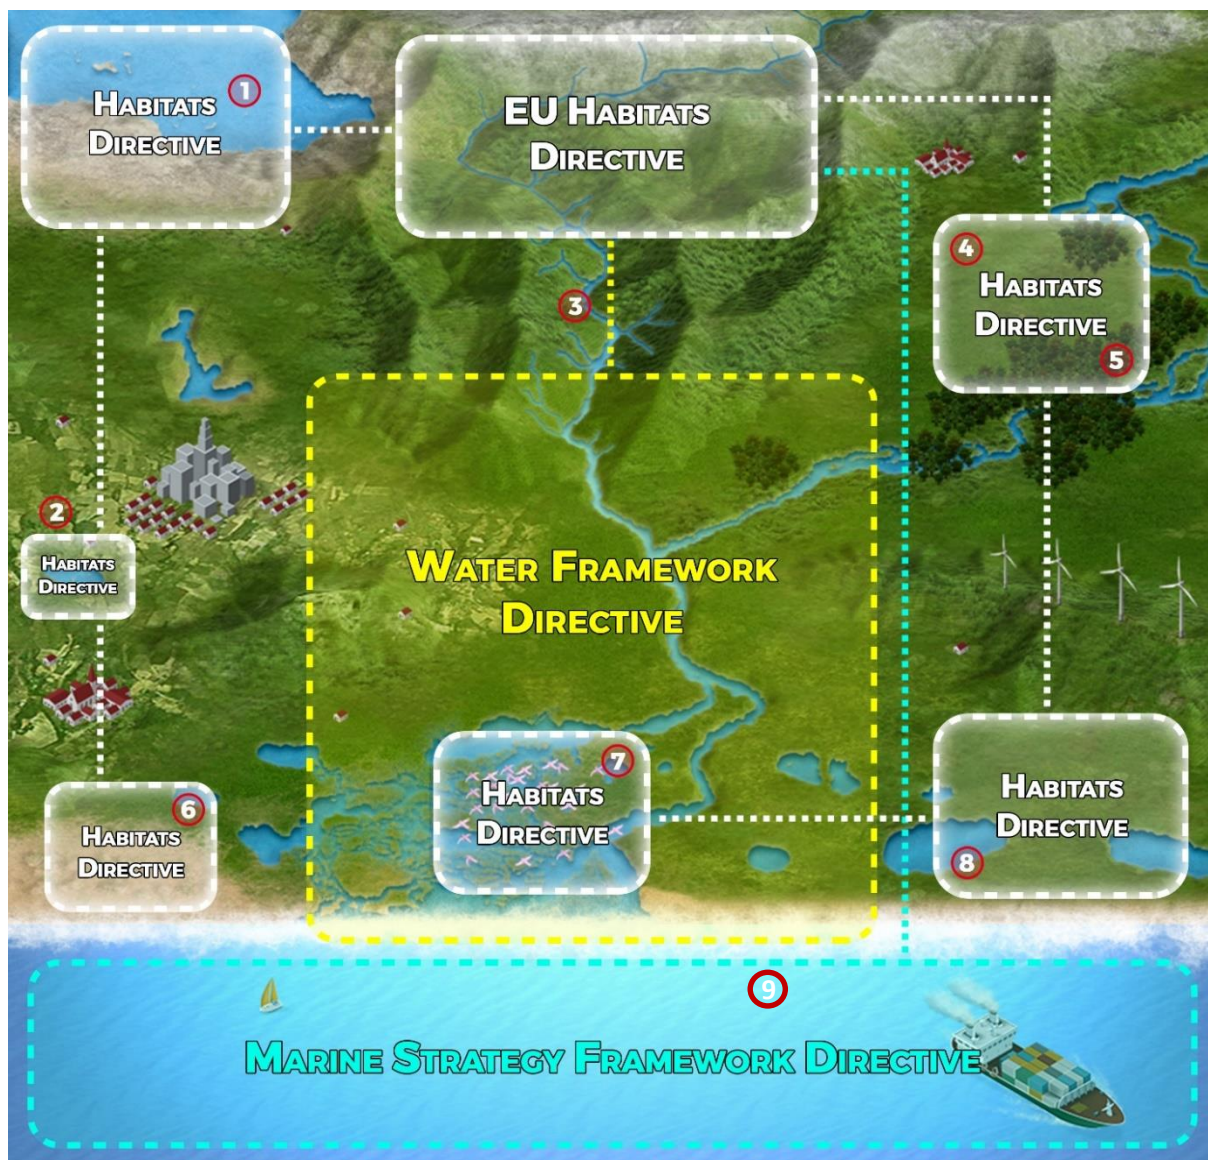 HABITATS
DIRECTIVE
1
EU HABITATS
DIRECTIVE
3
4
HABITATS
DIRECTIVE
5
2
HABITATS
DIRECTIVE
WATER FRAMEWORK
DIRECTIVE
6
HABITATS
DIRECTIVE
7
HABITATS
DIRECTIVE
HABITATS
DIRECTIVE
8
9
MARINE STRATEGY FRAMEWORK DIRECTIVE